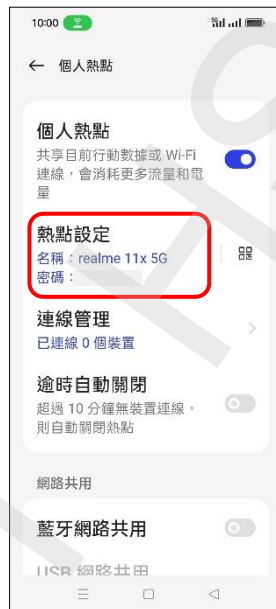 10:00
個人熱點
個人熱點
共享目前行動數據或 Wi-Fi
連線，會消耗更多流量和電
量
熱點設定
名稱：realme 11x 5G
密碼：
連線管理
已連線 0 個裝置
逾時自動關閉
超過 10 分鐘無裝置連線，
則自動關閉熱點
網路共用
藍牙網路共用
USB 網路共用